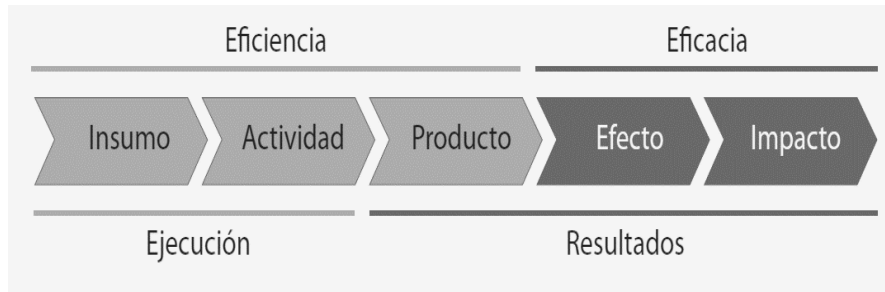 Eficiencia Eficacia
Insumo Actividad Producto Efecto Impacto
Ejecución Resultados